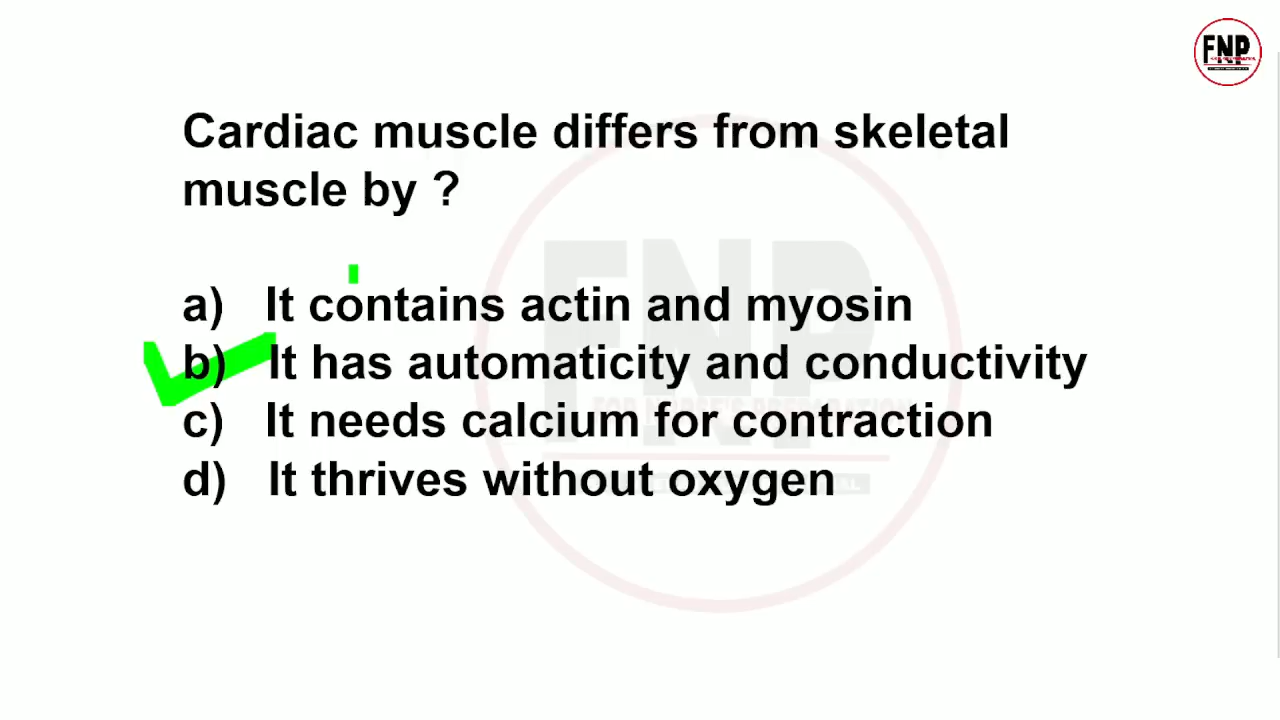 FNP
Cardiac muscle differs from skeletal
muscle by ?
a) It contains actin and myosin
b) It has automaticity and conductivity
c) It needs calcium for contraction
d) It thrives without oxygen
FNP